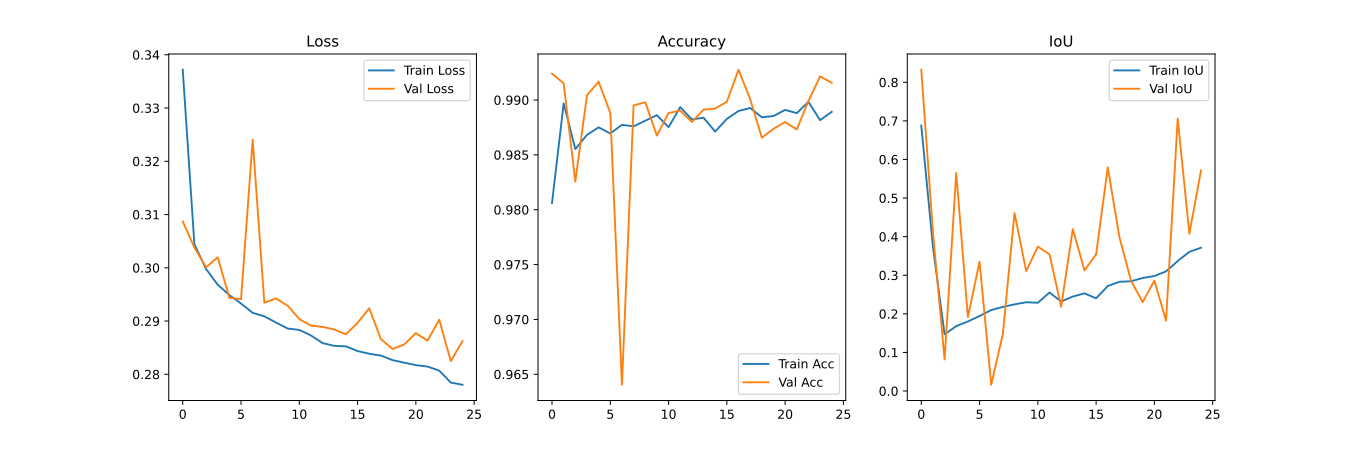 Loss
Train Loss
Val Loss
0.34
0.33
0.32
0.31
0.30
0.29
0.28
0 5 10 15 20 25
Accuracy
Train Acc
Val Acc
0.990
0.985
0.980
0.975
0.970
0.965
0 5 10 15 20 25
IoU
Train IoU
Val IoU
0.8
0.7
0.6
0.5
0.4
0.3
0.2
0.1
0.0
0 5 10 15 20 25